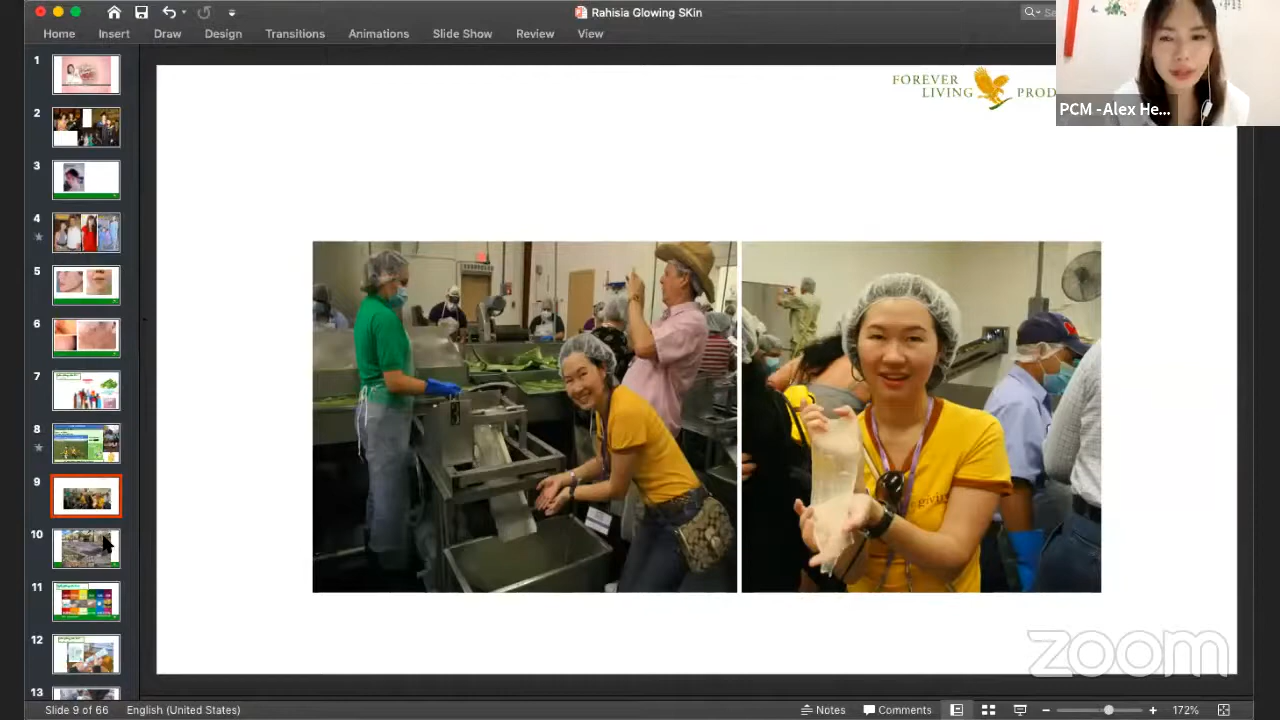 Rahisia Glowing SKin
Home Insert Draw Design Transitions Animations Slide Show Review View
PCM -Alex He...
FOREVER
LIVING PROD
1
2
3
4
5
6
7
8
9
10
11
12
13
zoom
Slide 9 of 66 English (United States) Notes Comments 172%